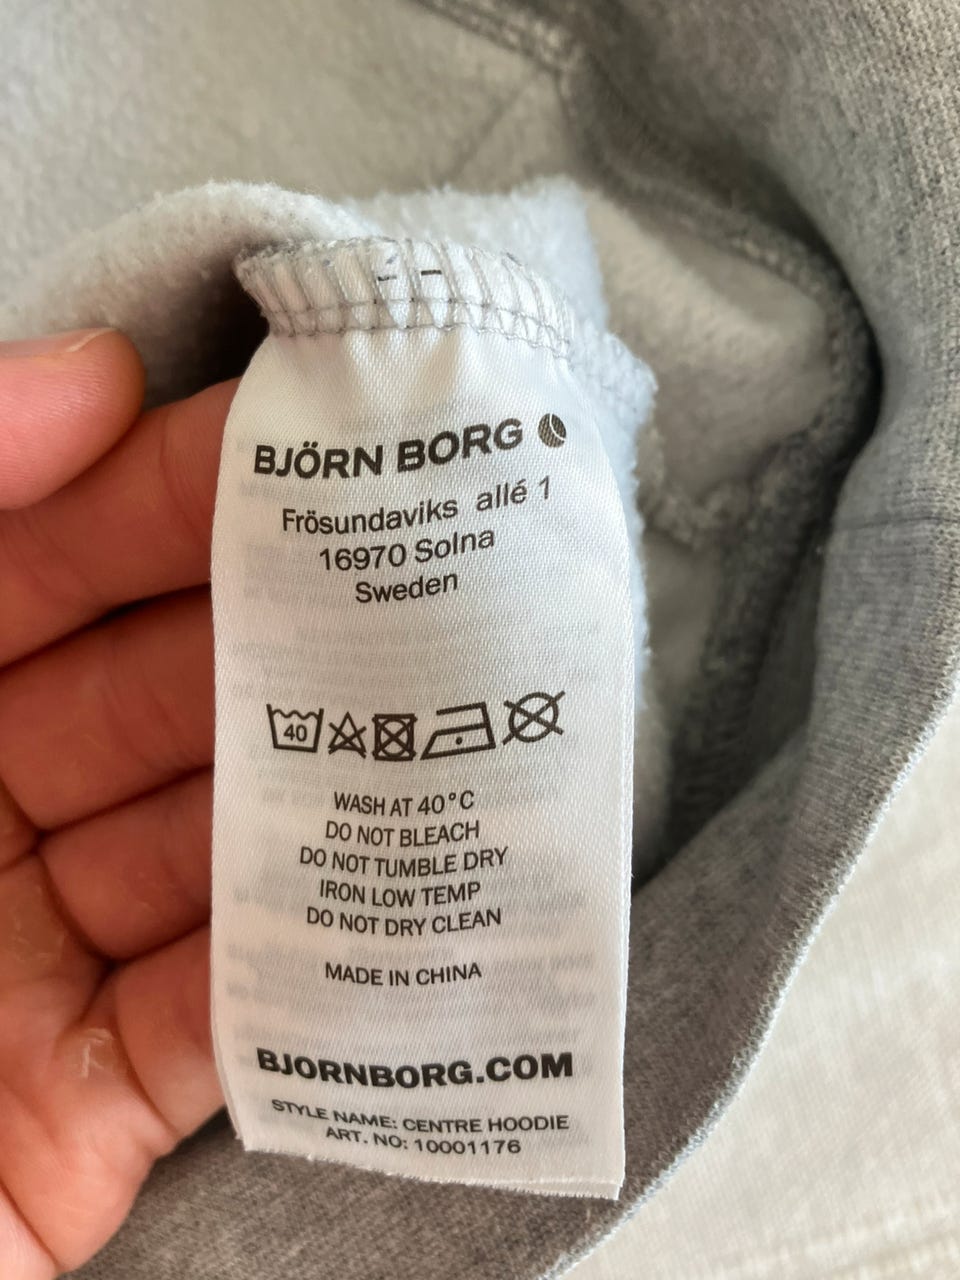 BJÖRN BORG
Frösundaviks allé 1
16970 Solna
Sweden
40
WASH AT 40°C
DO NOT BLEACH
DO NOT TUMBLE DRY
IRON LOW TEMP
DO NOT DRY CLEAN
MADE IN CHINA
BJORNBORG.COM
STYLE NAME: CENTRE HOODIE
ART. NO: 10001176